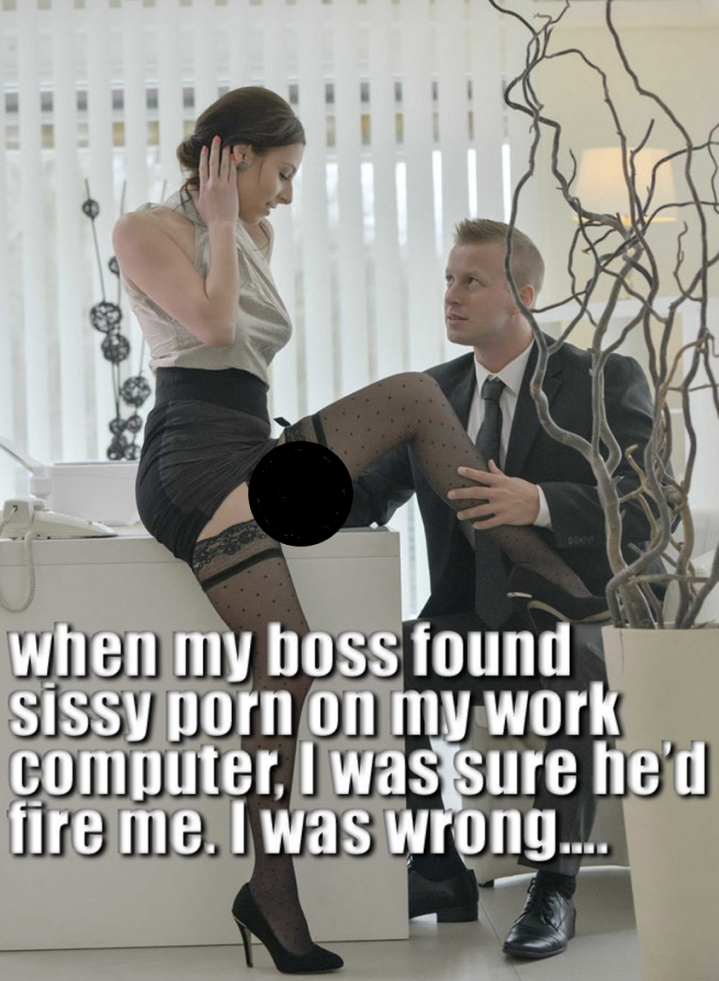 when my boss found
sissy porn on my work
computer, I was sure he'd
fire me. I was wrong....